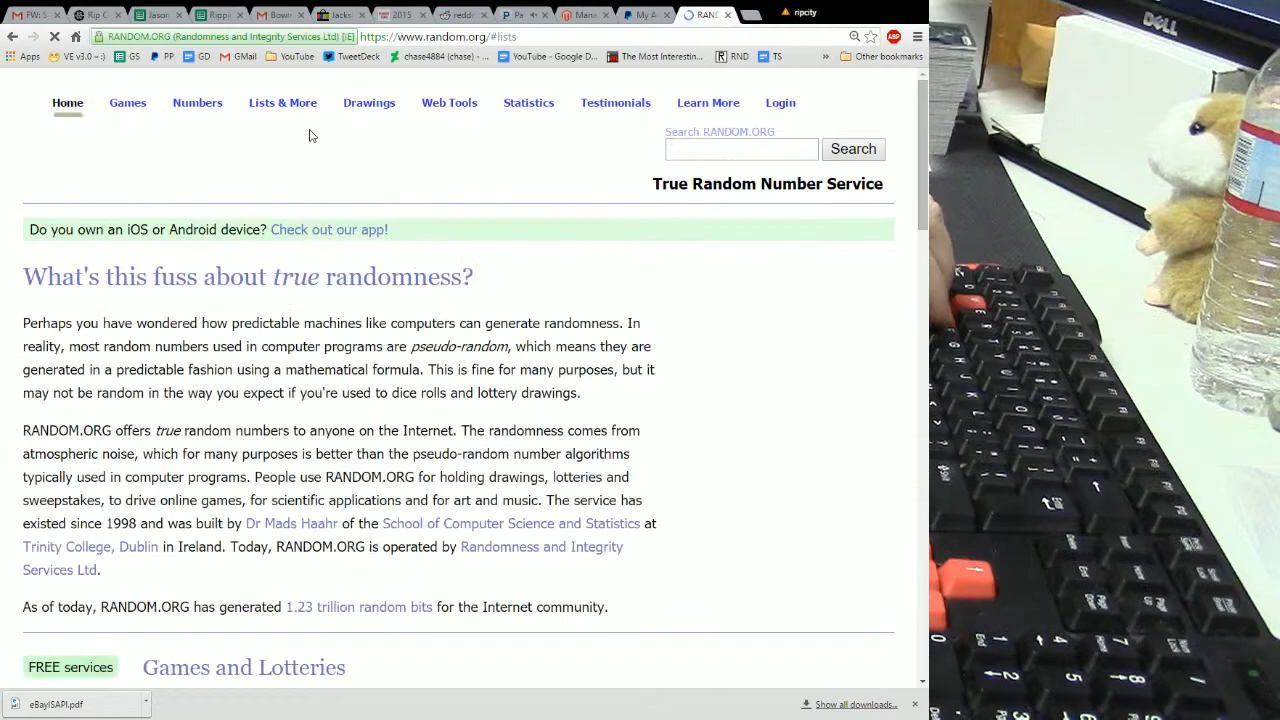 FW: B
Rip C
Jason
Rippin
Bowm
Jacks
2015
reddi
Pa
Mana
My A
RAND
ripcity
RANDOM.ORG (Randomness and Integrity Services Ltd) [IE] https://www.random.org/#lists
Apps VE v3.0 ~ :) GS PP GD GMail YouTube TweetDeck chase4884 (chase) - ... YouTube - Google D... The Most Interestin... RND TS » Other bookmarks
Home Games Numbers Lists & More Drawings Web Tools Statistics Testimonials Learn More Login
Search RANDOM.ORG
Search
True Random Number Service
Do you own an iOS or Android device? Check out our app!
What's this fuss about true randomness?
Perhaps you have wondered how predictable machines like computers can generate randomness. In
reality, most random numbers used in computer programs are pseudo-random, which means they are
generated in a predictable fashion using a mathematical formula. This is fine for many purposes, but it
may not be random in the way you expect if you're used to dice rolls and lottery drawings.
RANDOM.ORG offers true random numbers to anyone on the Internet. The randomness comes from
atmospheric noise, which for many purposes is better than the pseudo-random number algorithms
typically used in computer programs. People use RANDOM.ORG for holding drawings, lotteries and
sweepstakes, to drive online games, for scientific applications and for art and music. The service has
existed since 1998 and was built by Dr Mads Haahr of the School of Computer Science and Statistics at
Trinity College, Dublin in Ireland. Today, RANDOM.ORG is operated by Randomness and Integrity
Services Ltd.
As of today, RANDOM.ORG has generated 1.23 trillion random bits for the Internet community.
FREE services Games and Lotteries
eBayISAPI.pdf
Show all downloads...
DELL